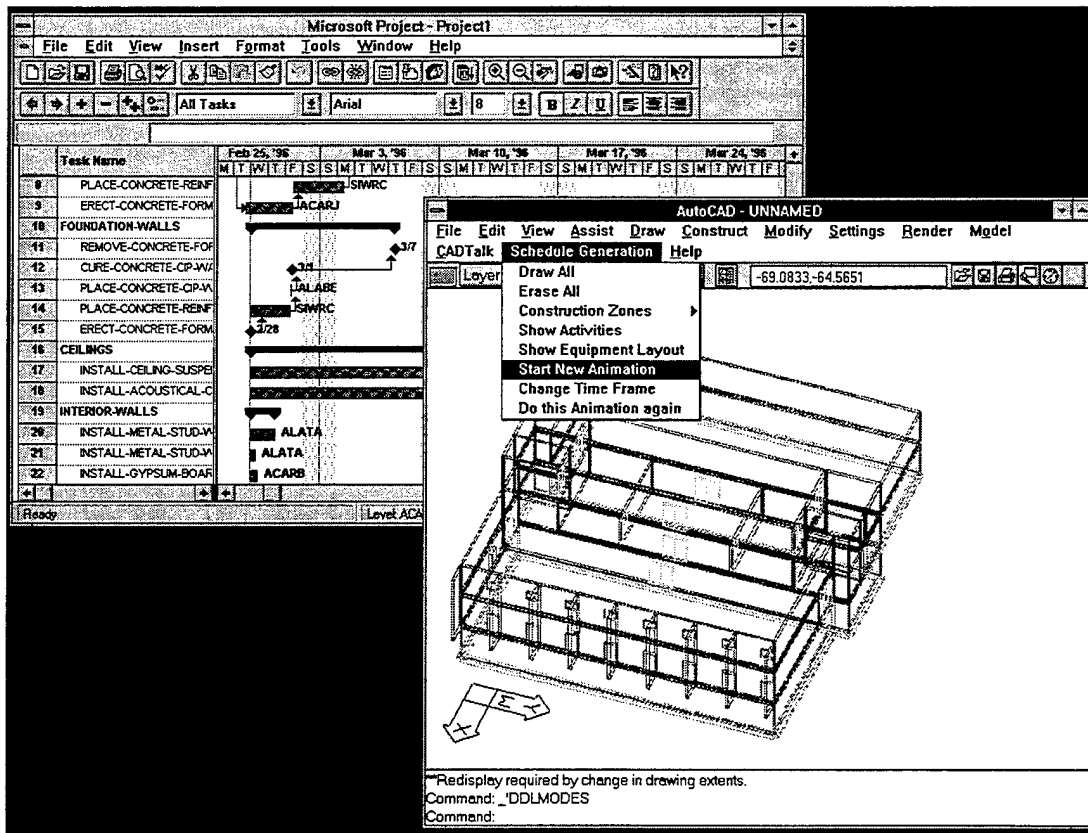 Microsoft Project - Project1
File Edit View Insert Format Tools Window Help
All Tasks Arial 8 B I U
Task Name Feb 25, '96 Mar 3, '96 Mar 10, '96 Mar 17, '96 Mar 24, '96
M T W T F S S M T W T F S S M T W T F S S M T W T F S S M T W T F
8 PLACE-CONCRETE-REINF SIWRC
9 ERECT-CONCRETE-FORM ACARJ
10 FOUNDATION-WALLS
11 REMOVE-CONCRETE-FOF 3/7
12 CURE-CONCRETE-CIP-WA 3/1
13 PLACE-CONCRETE-CIP-W ALABE
14 PLACE-CONCRETE-REINF SIWRC
15 ERECT-CONCRETE-FORM 2/28
16 CEILINGS
17 INSTALL-CEILING-SUSPE
18 INSTALL-ACOUSTICAL-C
19 INTERIOR-WALLS
20 INSTALL-METAL-STUD-W ALATA
21 INSTALL-METAL-STUD-W ALATA
22 INSTALL-GYPSUM-BOAR ACARB
Ready Level ACA
AutoCAD - UNNAMED
File Edit View Assist Draw Construct Modify Settings Render Model
CADTalk Schedule Generation Help
Layer -69.0833,-64.5651
Draw All
Erase All
Construction Zones
Show Activities
Show Equipment Layout
Start New Animation
Change Time Frame
Do this Animation again
X Y
Redisplay required by change in drawing extents.
Command: _'DDLMODES
Command: